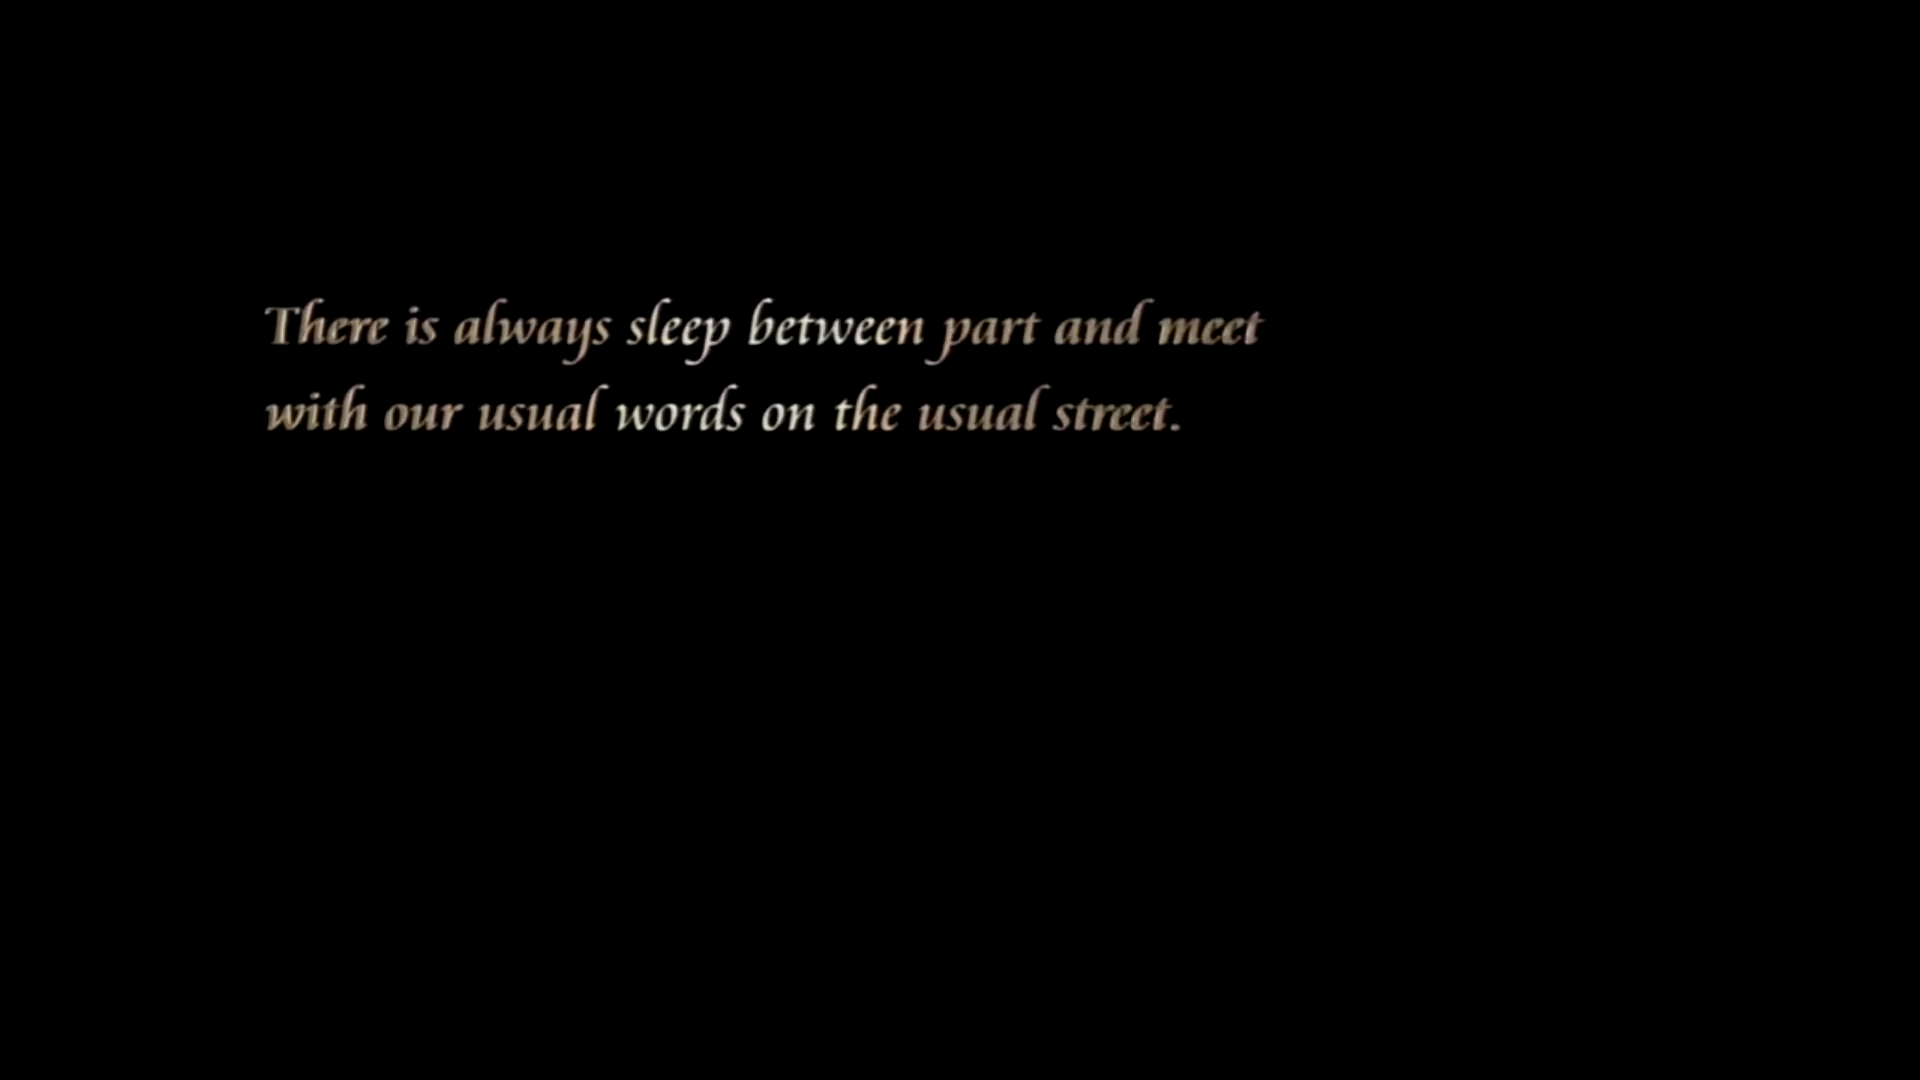 There is always sleep between part and meet
with our usual words on the usual street.